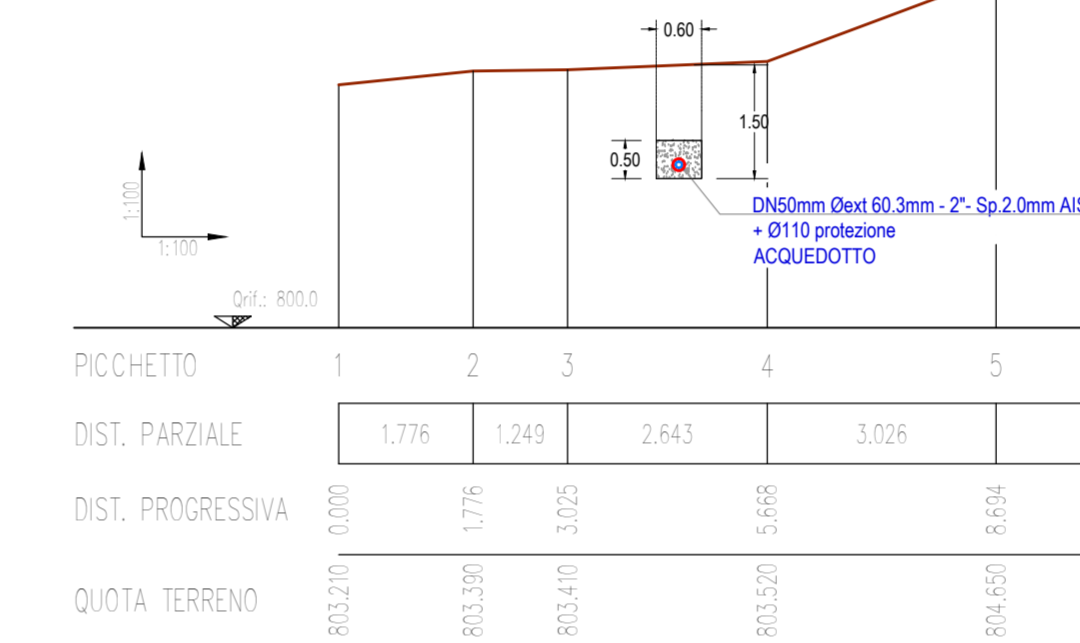 0.60
1.50
0.50
1:100
1:100
DN50mm Øext 60.3mm - 2"- Sp.2.0mm
+ Ø110 protezione
ACQUEDOTTO
Qrif.: 800.0
PICCHETTO 1 2 3 4 5
DIST. PARZIALE 1.776 1.249 2.643 3.026
DIST. PROGRESSIVA 0.000 1.776 3.025 5.668 8.694
QUOTA TERRENO 803.210 803.390 803.410 803.520 804.650